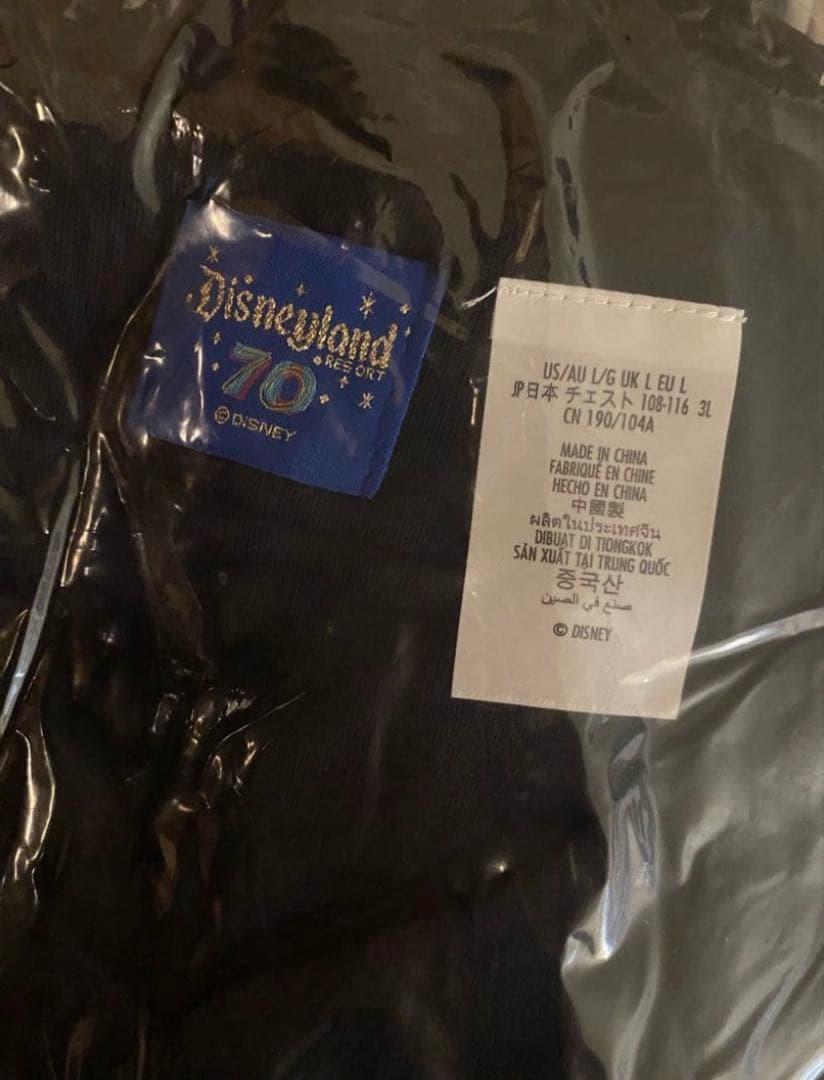 Disneyland
RESORT
70
© DISNEY
US/AU L/G UK L EU L
JP日本 チェスト 108-116 3L
CN 190/104A
MADE IN CHINA
FABRIQUÉ EN CHINE
HECHO EN CHINA
中國製
ผลิตในประเทศจีน
DIBUAT DI TIONGKOK
SẢN XUẤT TẠI TRUNG QUỐC
중국산
صنع في الصين
© DISNEY